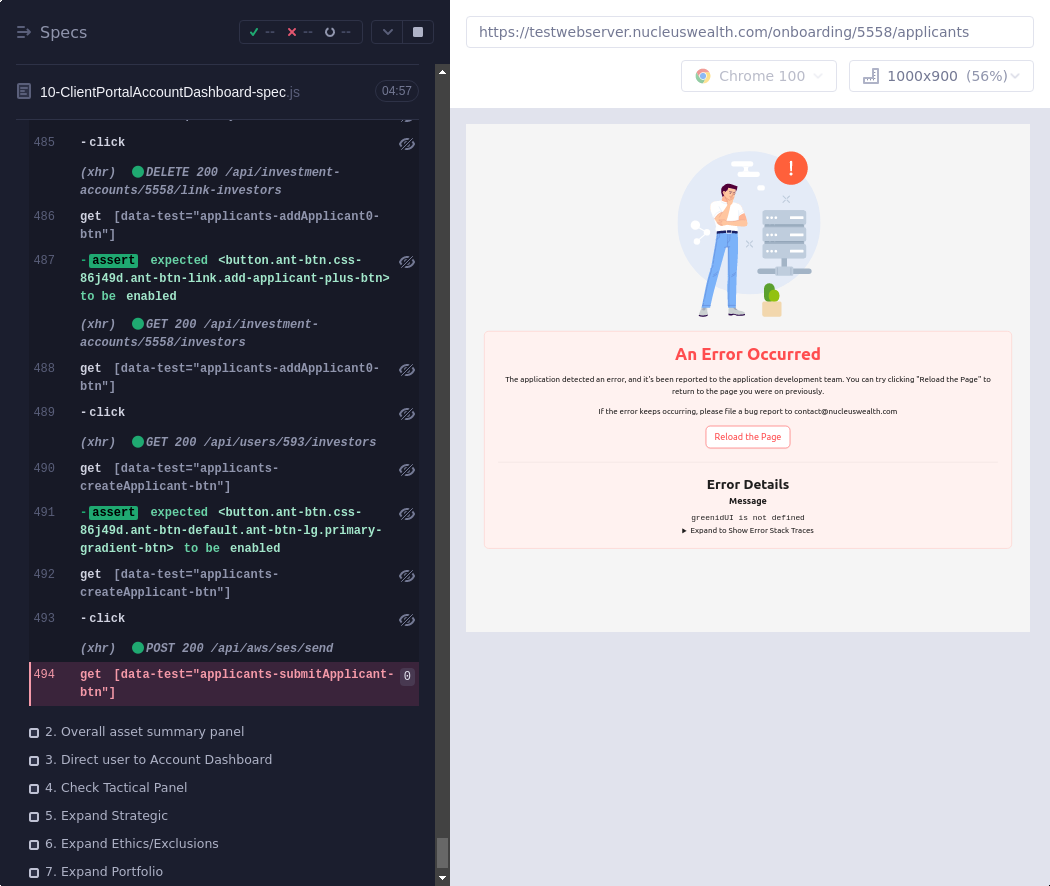 Specs
-- -- --
10-ClientPortalAccountDashboard-spec.js 04:57
485 -click
(xhr) DELETE 200 /api/investment-
accounts/5558/link-investors
486 get [data-test="applicants-addApplicant0-
btn"]
487 -assert expected <button.ant-btn.css-
86j49d.ant-btn-link.add-applicant-plus-btn>
to be enabled
(xhr) GET 200 /api/investment-
accounts/5558/investors
488 get [data-test="applicants-addApplicant0-
btn"]
489 -click
(xhr) GET 200 /api/users/593/investors
490 get [data-test="applicants-
createApplicant-btn"]
491 -assert expected <button.ant-btn.css-
86j49d.ant-btn-default.ant-btn-lg.primary-
gradient-btn> to be enabled
492 get [data-test="applicants-
createApplicant-btn"]
493 -click
(xhr) POST 200 /api/aws/ses/send
494 get [data-test="applicants-submitApplicant- 0
btn"]
2. Overall asset summary panel
3. Direct user to Account Dashboard
4. Check Tactical Panel
5. Expand Strategic
6. Expand Ethics/Exclusions
7. Expand Portfolio
https://testwebserver.nucleuswealth.com/onboarding/5558/applicants
Chrome 100
1000x900 (56%)
!
An Error Occurred
The application detected an error, and it's been reported to the application development team. You can try clicking "Reload the Page" to
return to the page you were on previously.
If the error keeps occurring, please file a bug report to contact@nucleuswealth.com
Reload the Page
Error Details
Message
greenidUI is not defined
Expand to Show Error Stack Traces